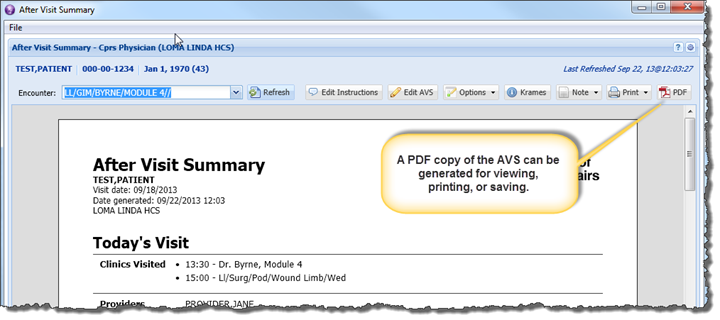 After Visit Summary
File
After Visit Summary - Cprs Physician (LOMA LINDA HCS)
TEST,PATIENT 000-00-1234 Jan 1, 1970 (43) Last Refreshed Sep 22, 13@12:03:27
Encounter: LL/GIM/BYRNE/MODULE 4// Refresh Edit Instructions Edit AVS Options Krames Note Print PDF
After Visit Summary
TEST,PATIENT
Visit date: 09/18/2013
Date generated: 09/22/2013 12:03
LOMA LINDA HCS
A PDF copy of the AVS can be
generated for viewing,
printing, or saving.
of
airs
Today's Visit
Clinics Visited • 13:30 - Dr. Byrne, Module 4
• 15:00 - Ll/Surg/Pod/Wound Limb/Wed
Providers PROVIDER,JANE